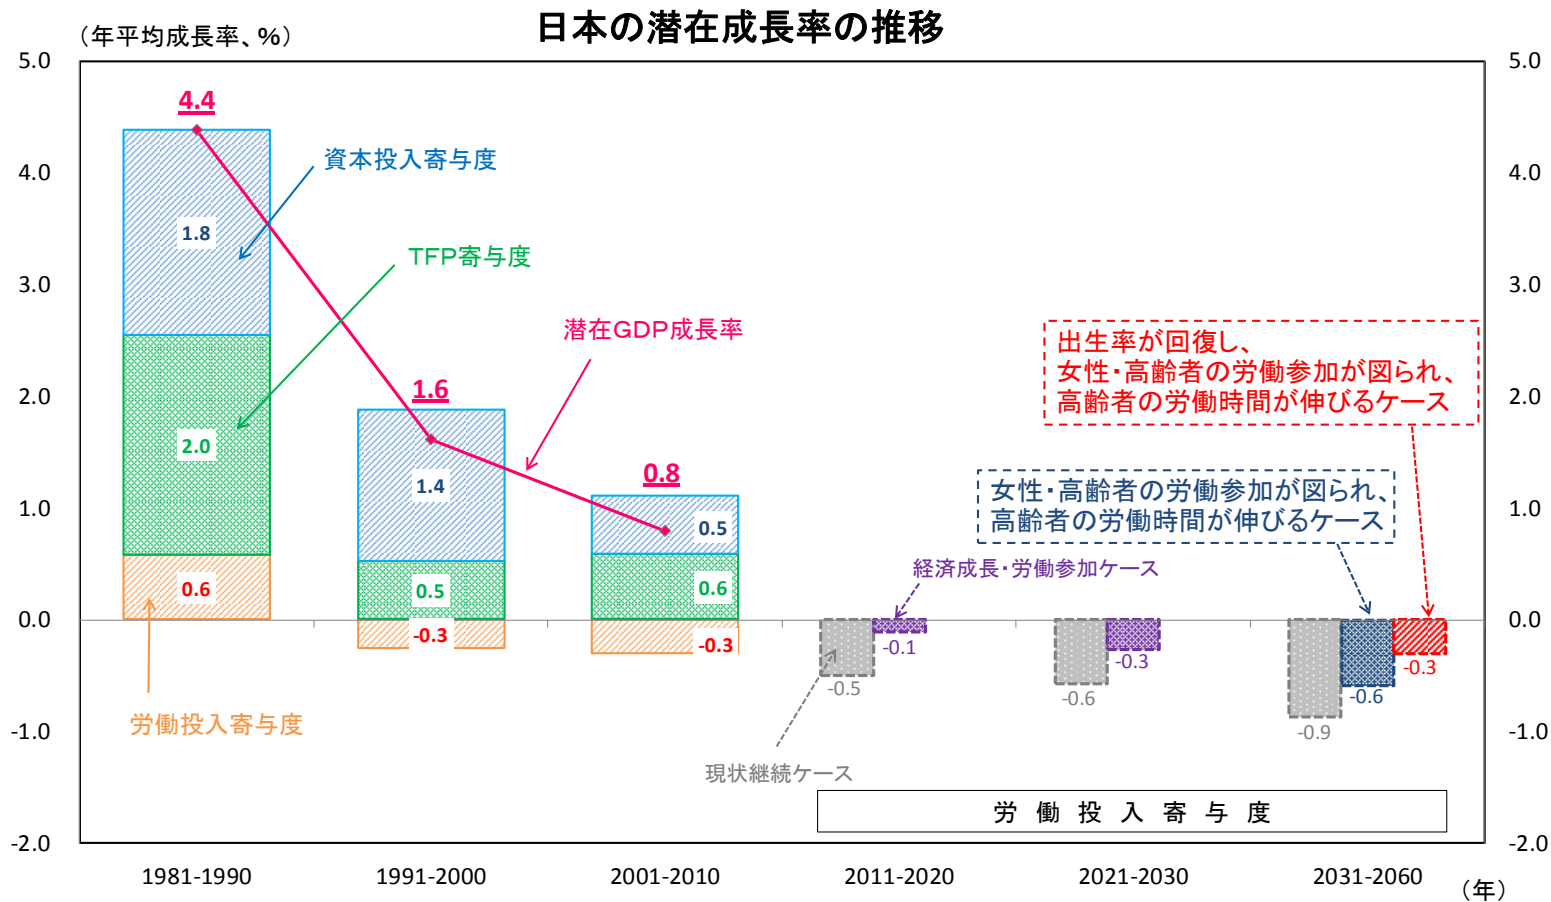 日本の潜在成長率の推移
（年平均成長率、%）
5.0
4.0
3.0
2.0
1.0
0.0
-1.0
-2.0
5.0
4.0
3.0
2.0
1.0
0.0
-1.0
-2.0
4.4
1.8
2.0
0.6
資本投入寄与度
TFP寄与度
労働投入寄与度
1.6
1.4
0.5
-0.3
潜在GDP成長率
0.8
0.5
0.6
-0.3
出生率が回復し、
女性・高齢者の労働参加が図られ、
高齢者の労働時間が伸びるケース
女性・高齢者の労働参加が図られ、
高齢者の労働時間が伸びるケース
経済成長・労働参加ケース
-0.5
-0.1
-0.6
-0.3
-0.9
-0.6
-0.3
現状継続ケース
労働投入寄与度
1981-1990
1991-2000
2001-2010
2011-2020
2021-2030
2031-2060
（年）